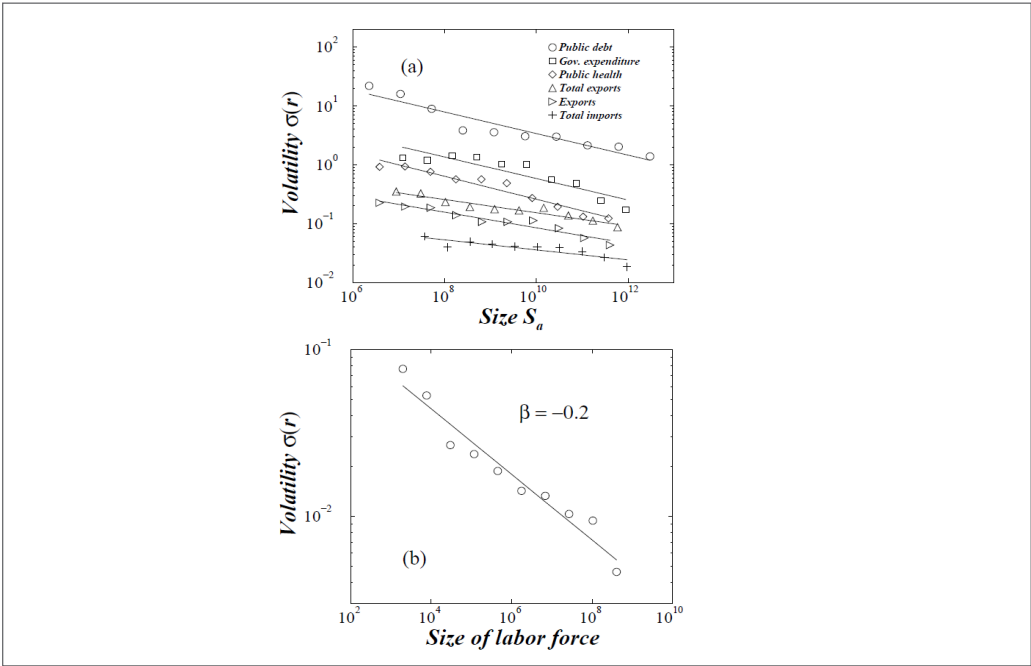 10²
(a)
Public debt
Gov. expenditure
Public health
Total exports
Exports
Total imports
10¹
10⁰
10⁻¹
10⁻²
Volatility σ(r)
10⁶ 10⁸ 10¹⁰ 10¹²
Size Sₐ
10⁻¹
β = −0.2
Volatility σ(r)
10⁻²
(b)
10² 10⁴ 10⁶ 10⁸ 10¹⁰
Size of labor force